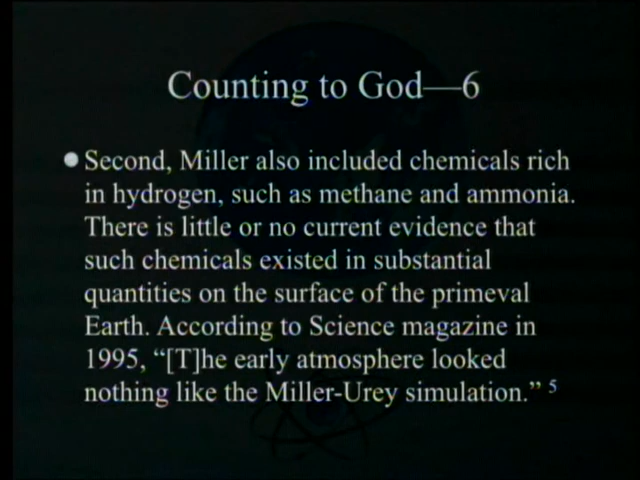 Counting to God—6
● Second, Miller also included chemicals rich
in hydrogen, such as methane and ammonia.
There is little or no current evidence that
such chemicals existed in substantial
quantities on the surface of the primeval
Earth. According to Science magazine in
1995, “[T]he early atmosphere looked
nothing like the Miller-Urey simulation.” 5